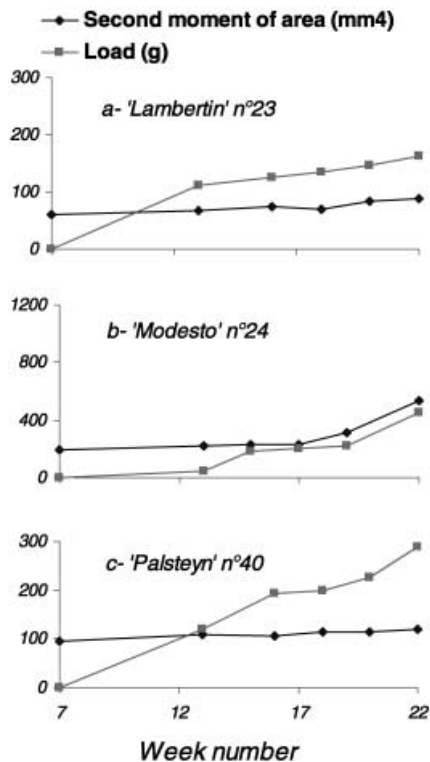 Second moment of area (mm4)
Load (g)
300
a- 'Lambertin' n°23
200
100
0
1200
b- 'Modesto' n°24
800
400
0
300
c- 'Palsteyn' n°40
200
100
0
7 12 17 22
Week number